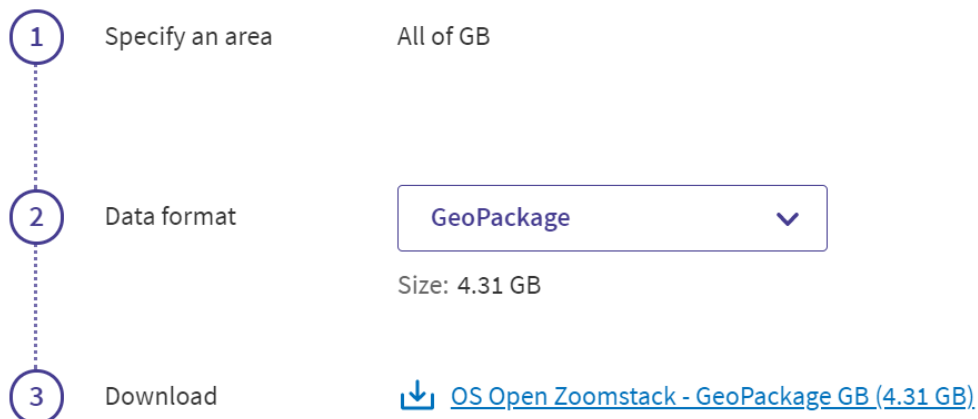 1 Specify an area All of GB
2 Data format GeoPackage
Size: 4.31 GB
3 Download OS Open Zoomstack - GeoPackage GB (4.31 GB)